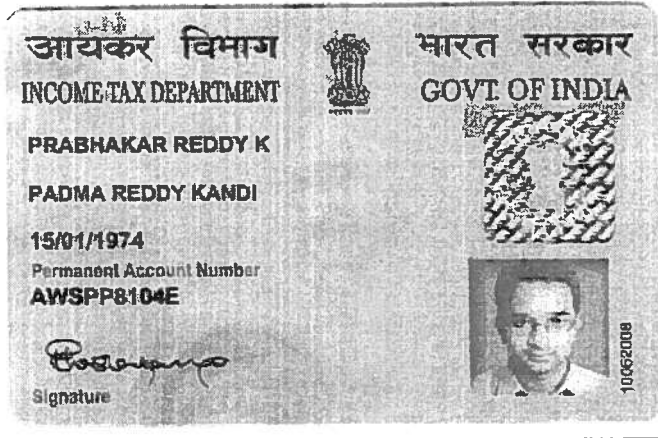 आयकर विभाग
भारत सरकार
INCOME TAX DEPARTMENT
GOVT. OF INDIA
PRABHAKAR REDDY K
PADMA REDDY KANDI
15/01/1974
Permanent Account Number
AWSPP8104E
Signature
10062008